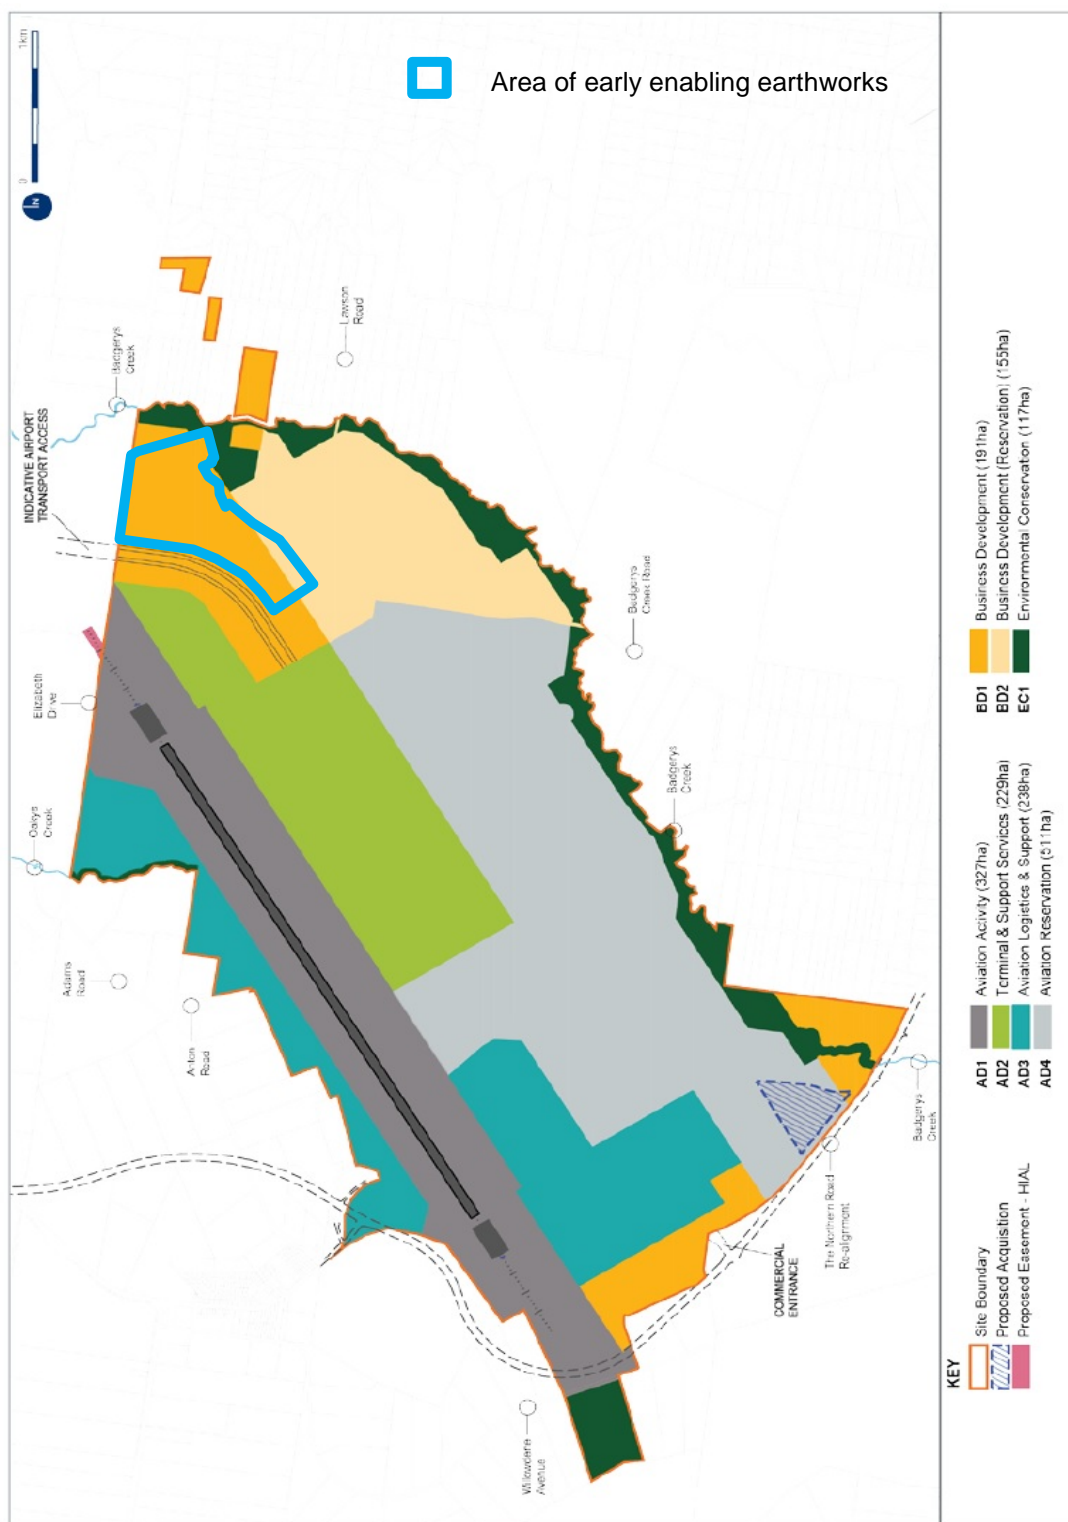 Area of early enabling earthworks
1km
0
N
INDICATIVE AIRPORT
TRANSPORT ACCESS
Badgerys
Creek
Lawson
Road
Elizabeth
Drive
Oakys
Creek
Adams
Road
Anton
Road
Badgerys
Creek Road
Badgerys
Creek
Badgerys
Creek
The Northern Road
Re-alignment
COMMERCIAL
ENTRANCE
Willowdene
Avenue
KEY
Site Boundary
Proposed Acquisition
Proposed Easement - HIAL
AD1 Aviation Activity (327ha)
AD2 Terminal & Support Services (229ha)
AD3 Aviation Logistics & Support (238ha)
AD4 Aviation Reservation (511ha)
BD1 Business Development (191ha)
BD2 Business Development (Reservation) (155ha)
EC1 Environmental Conservation (117ha)